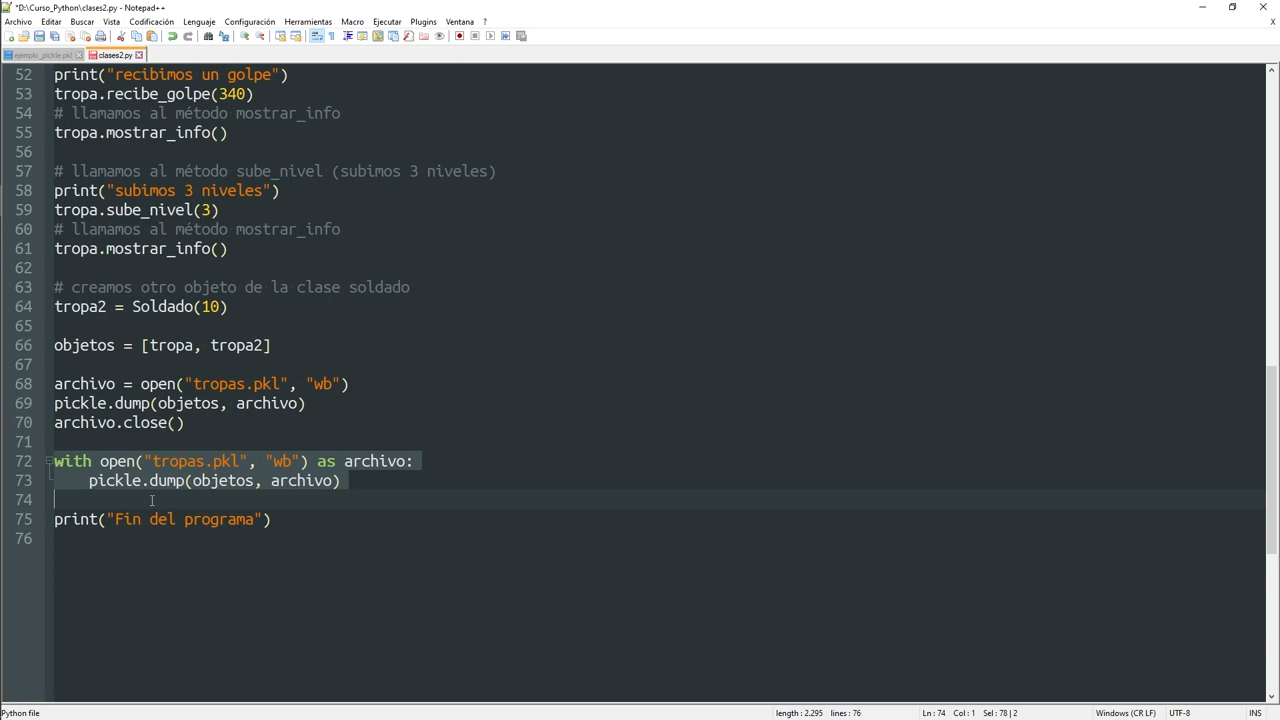 *D:\Curso_Python\clases2.py - Notepad++
Archivo Editar Buscar Vista Codificación Lenguaje Configuración Herramientas Macro Ejecutar Plugins Ventana ?
X
ejemplo_pickle.pkl clases2.py
52 print("recibimos un golpe")
53 tropa.recibe_golpe(340)
54 # llamamos al método mostrar_info
55 tropa.mostrar_info()
56
57 # llamamos al método sube_nivel (subimos 3 niveles)
58 print("subimos 3 niveles")
59 tropa.sube_nivel(3)
60 # llamamos al método mostrar_info
61 tropa.mostrar_info()
62
63 # creamos otro objeto de la clase soldado
64 tropa2 = Soldado(10)
65
66 objetos = [tropa, tropa2]
67
68 archivo = open("tropas.pkl", "wb")
69 pickle.dump(objetos, archivo)
70 archivo.close()
71
72 with open("tropas.pkl", "wb") as archivo:
73     pickle.dump(objetos, archivo)
74
75 print("Fin del programa")
76
Python file length : 2.295 lines : 76 Ln : 74 Col : 1 Sel : 78 | 2 Windows (CR LF) UTF-8 INS